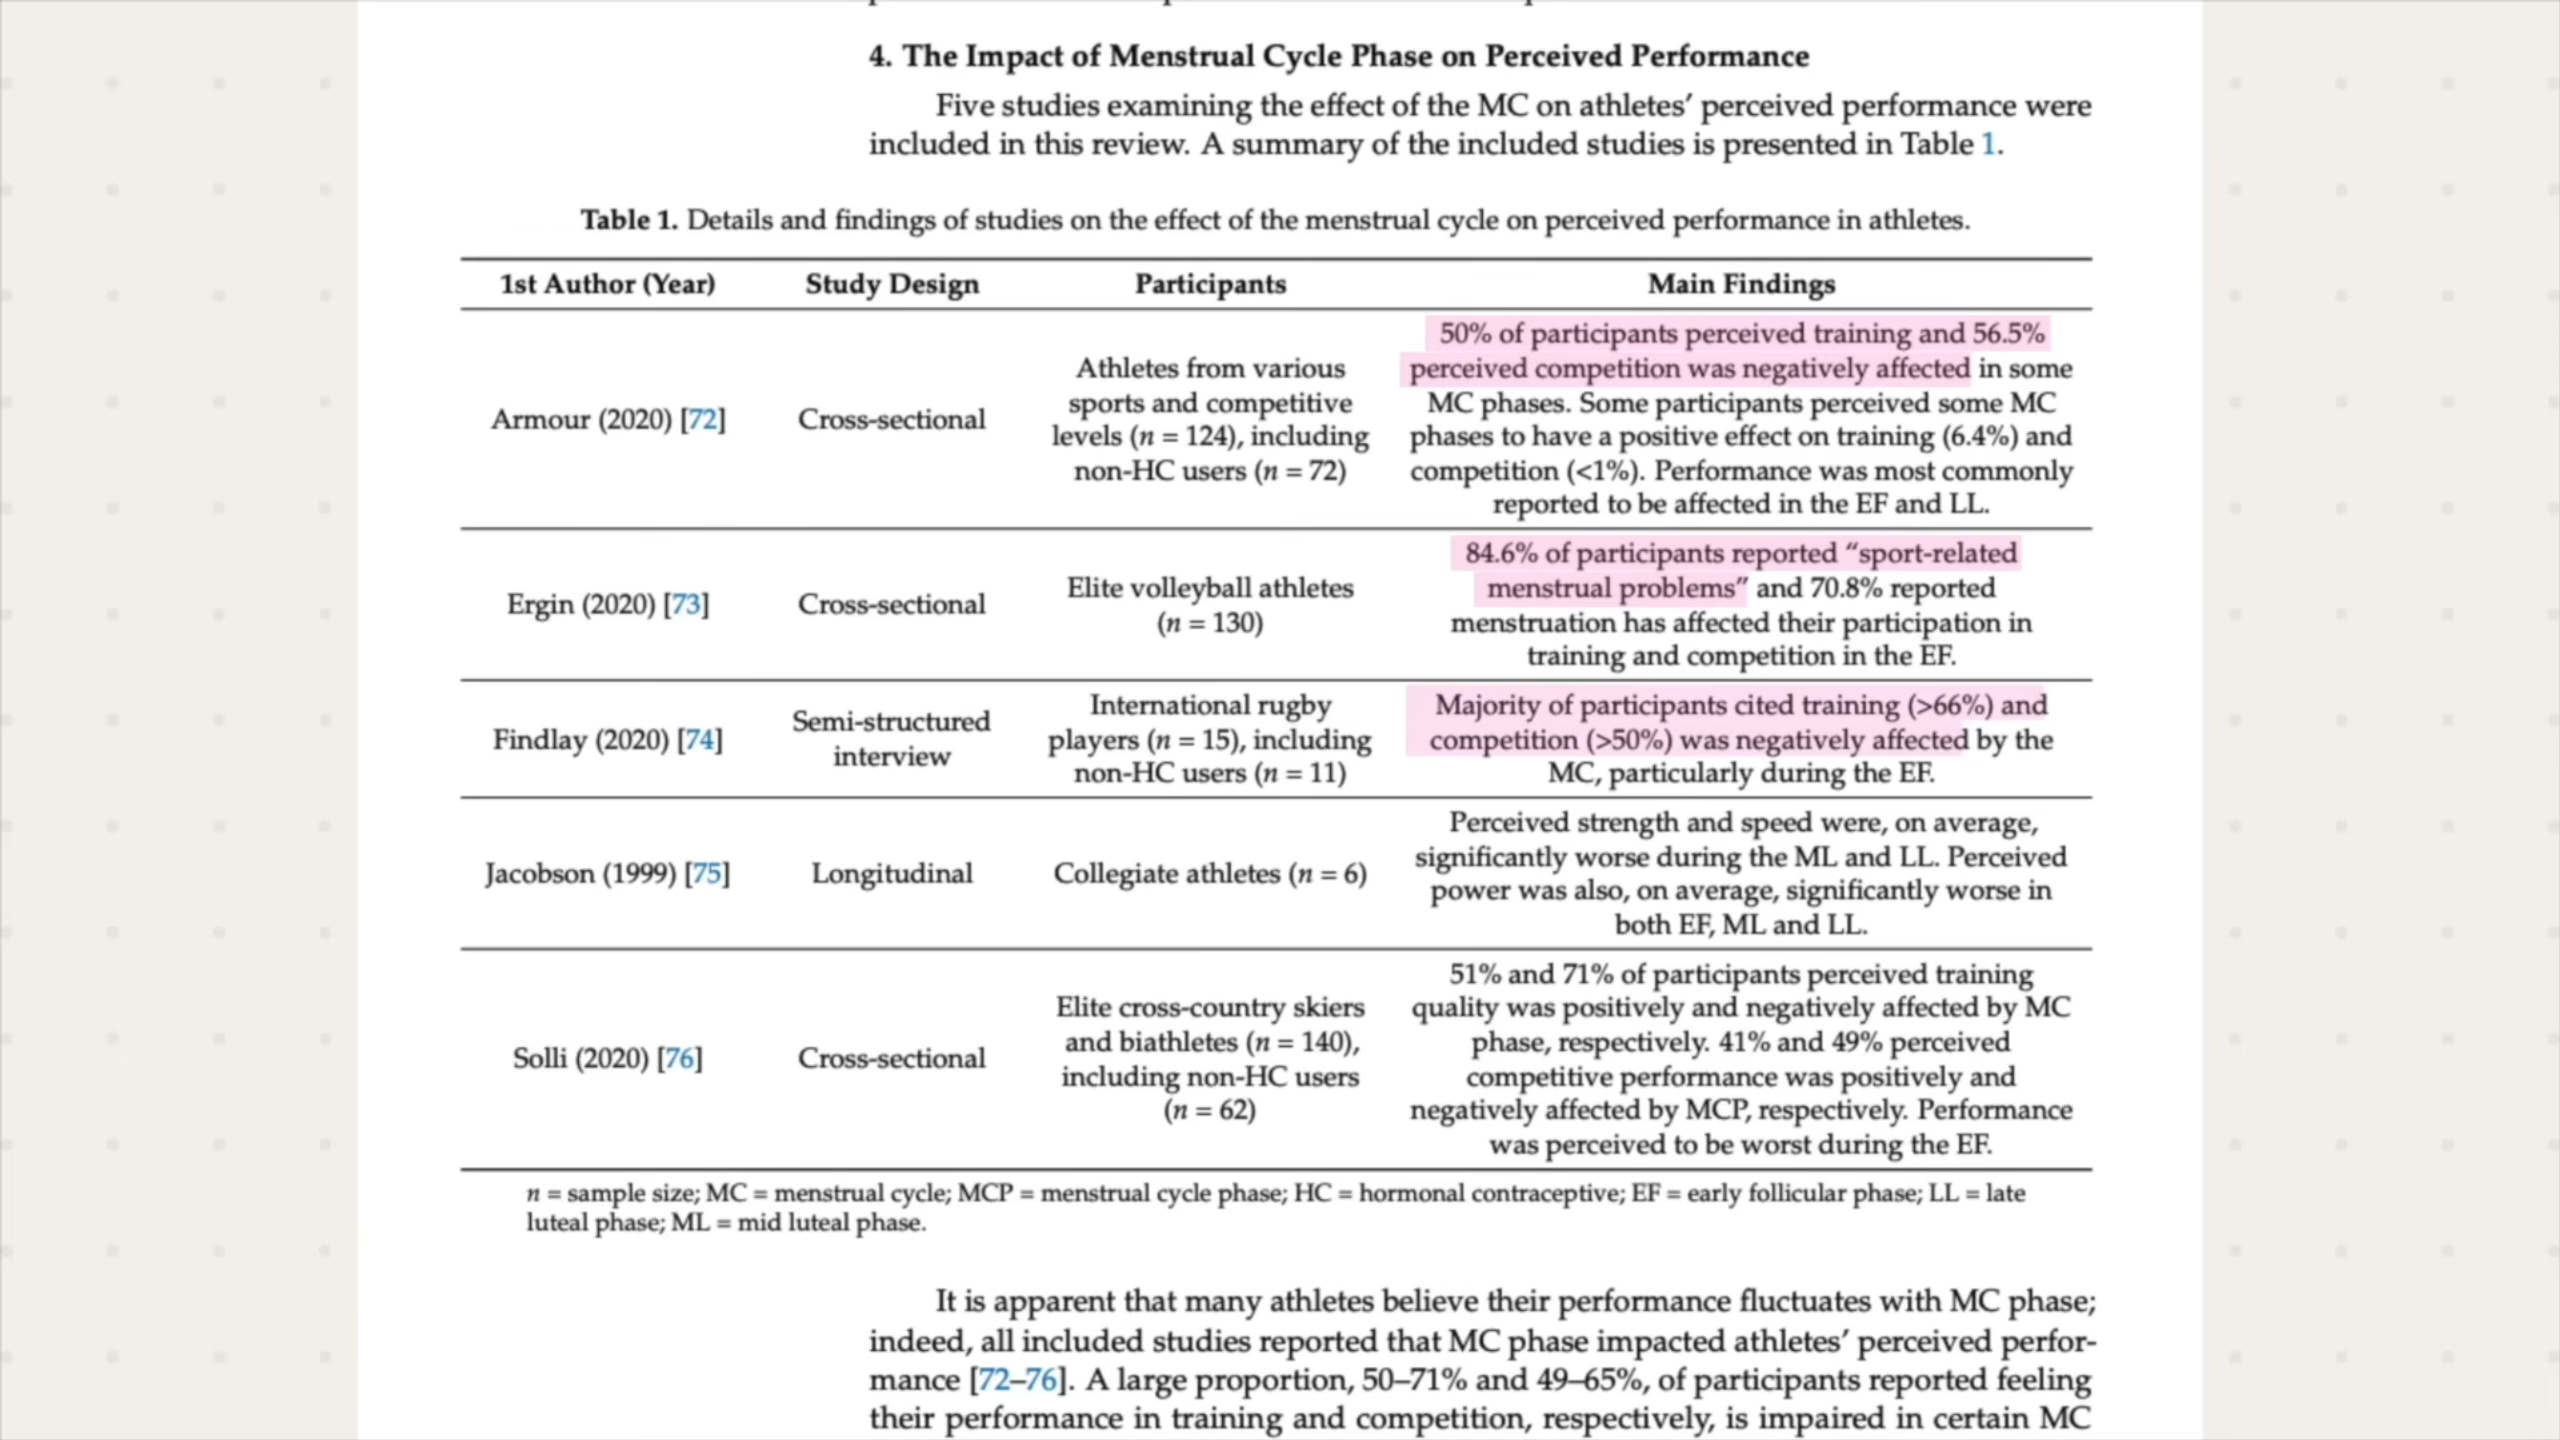 4. The Impact of Menstrual Cycle Phase on Perceived Performance
Five studies examining the effect of the MC on athletes' perceived performance were
included in this review. A summary of the included studies is presented in Table 1.
Table 1. Details and findings of studies on the effect of the menstrual cycle on perceived performance in athletes.
1st Author (Year) Study Design Participants Main Findings
Armour (2020) [72]
Cross-sectional
Athletes from various
sports and competitive
levels (n = 124), including
non-HC users (n = 72)
50% of participants perceived training and 56.5%
perceived competition was negatively affected in some
MC phases. Some participants perceived some MC
phases to have a positive effect on training (6.4%) and
competition (<1%). Performance was most commonly
reported to be affected in the EF and LL.
Ergin (2020) [73]
Cross-sectional
Elite volleyball athletes
(n = 130)
84.6% of participants reported "sport-related
menstrual problems" and 70.8% reported
menstruation has affected their participation in
training and competition in the EF.
Findlay (2020) [74]
Semi-structured
interview
International rugby
players (n = 15), including
non-HC users (n = 11)
Majority of participants cited training (>66%) and
competition (>50%) was negatively affected by the
MC, particularly during the EF.
Jacobson (1999) [75]
Longitudinal
Collegiate athletes (n = 6)
Perceived strength and speed were, on average,
significantly worse during the ML and LL. Perceived
power was also, on average, significantly worse in
both EF, ML and LL.
Solli (2020) [76]
Cross-sectional
Elite cross-country skiers
and biathletes (n = 140),
including non-HC users
(n = 62)
51% and 71% of participants perceived training
quality was positively and negatively affected by MC
phase, respectively. 41% and 49% perceived
competitive performance was positively and
negatively affected by MCP, respectively. Performance
was perceived to be worst during the EF.
n = sample size; MC = menstrual cycle; MCP = menstrual cycle phase; HC = hormonal contraceptive; EF = early follicular phase; LL = late
luteal phase; ML = mid luteal phase.
It is apparent that many athletes believe their performance fluctuates with MC phase;
indeed, all included studies reported that MC phase impacted athletes' perceived perfor-
mance [72–76]. A large proportion, 50–71% and 49–65%, of participants reported feeling
their performance in training and competition, respectively, is impaired in certain MC